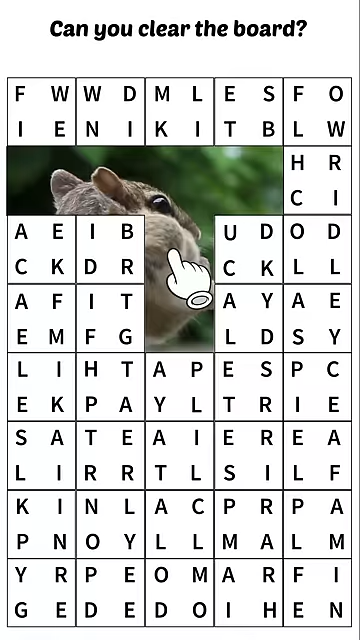 Can you clear the board?
F W W D M L E S F O
I E N I K I T B L W
H R
C I
A E I B U D O D
C K D R C K L L
A F I T A Y A E
E M F G L D S Y
L I H T A P E S P C
E K P A Y L T R I E
S A T E A I E R E A
L I R R T L S I L F
K I N L A C P R P A
P N O Y L L M A L M
Y R P E O M A R F I
G E D E D O I H E N